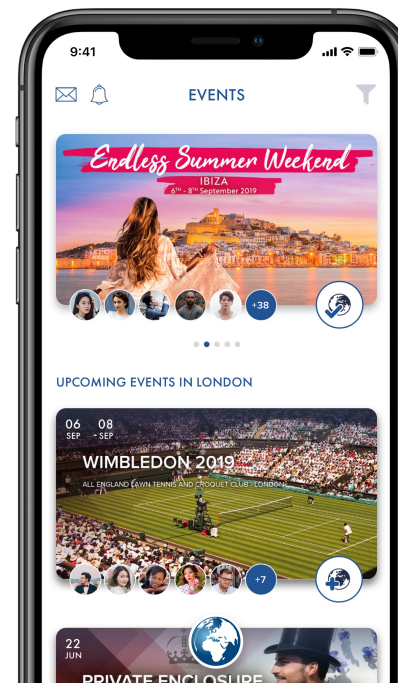 9:41
EVENTS
Endless Summer Weekend
IBIZA
6TH - 8TH September 2019
+38
UPCOMING EVENTS IN LONDON
06 08
SEP - SEP
WIMBLEDON 2019
ALL ENGLAND LAWN TENNIS AND CROQUET CLUB - LONDON
+7
22
JUN
PRIVATE ENCLOSURE